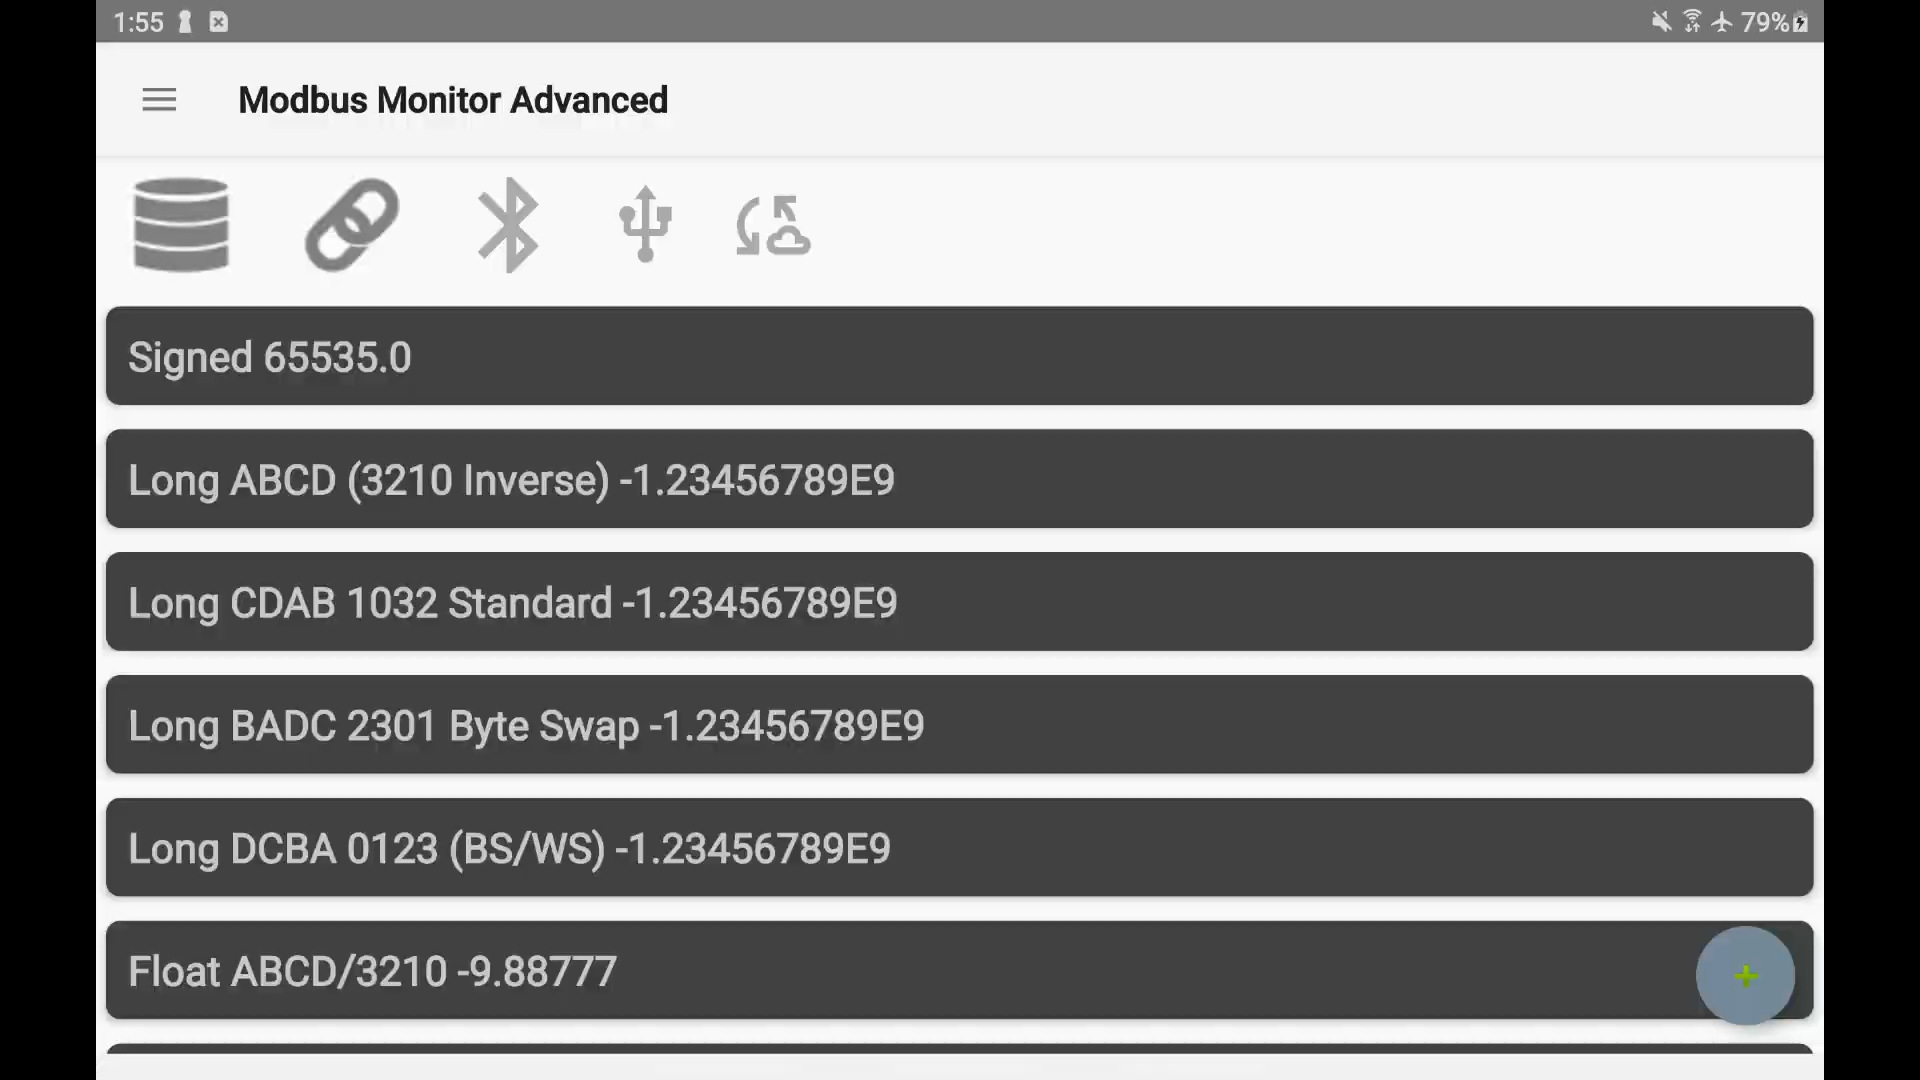 1:55 79%
Modbus Monitor Advanced
Signed 65535.0
Long ABCD (3210 Inverse) -1.23456789E9
Long CDAB 1032 Standard -1.23456789E9
Long BADC 2301 Byte Swap -1.23456789E9
Long DCBA 0123 (BS/WS) -1.23456789E9
Float ABCD/3210 -9.88777
+